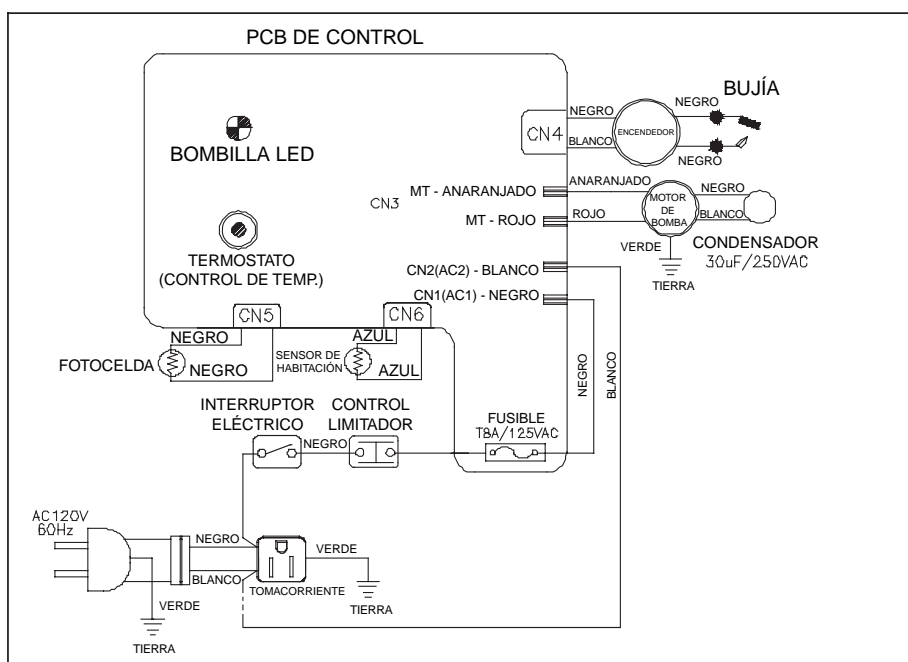 PCB DE CONTROL
BOMBILLA LED
TERMOSTATO
(CONTROL DE TEMP.)
CN3
CN4
NEGRO
BLANCO
ENCENDEDOR
NEGRO
NEGRO
BUJÍA
MT - ANARANJADO
ANARANJADO
MT - ROJO
ROJO
MOTOR
DE
BOMBA
NEGRO
BLANCO
CONDENSADOR
30uF/250VAC
VERDE
TIERRA
CN2(AC2) - BLANCO
CN1(AC1) - NEGRO
NEGRO
BLANCO
CN5
CN6
NEGRO
NEGRO
FOTOCELDA
AZUL
AZUL
SENSOR DE
HABITACIÓN
INTERRUPTOR
ELÉCTRICO
NEGRO
CONTROL
LIMITADOR
FUSIBLE
T8A/125VAC
AC120V
60Hz
NEGRO
BLANCO
VERDE
TIERRA
TOMACORRIENTE
VERDE
TIERRA